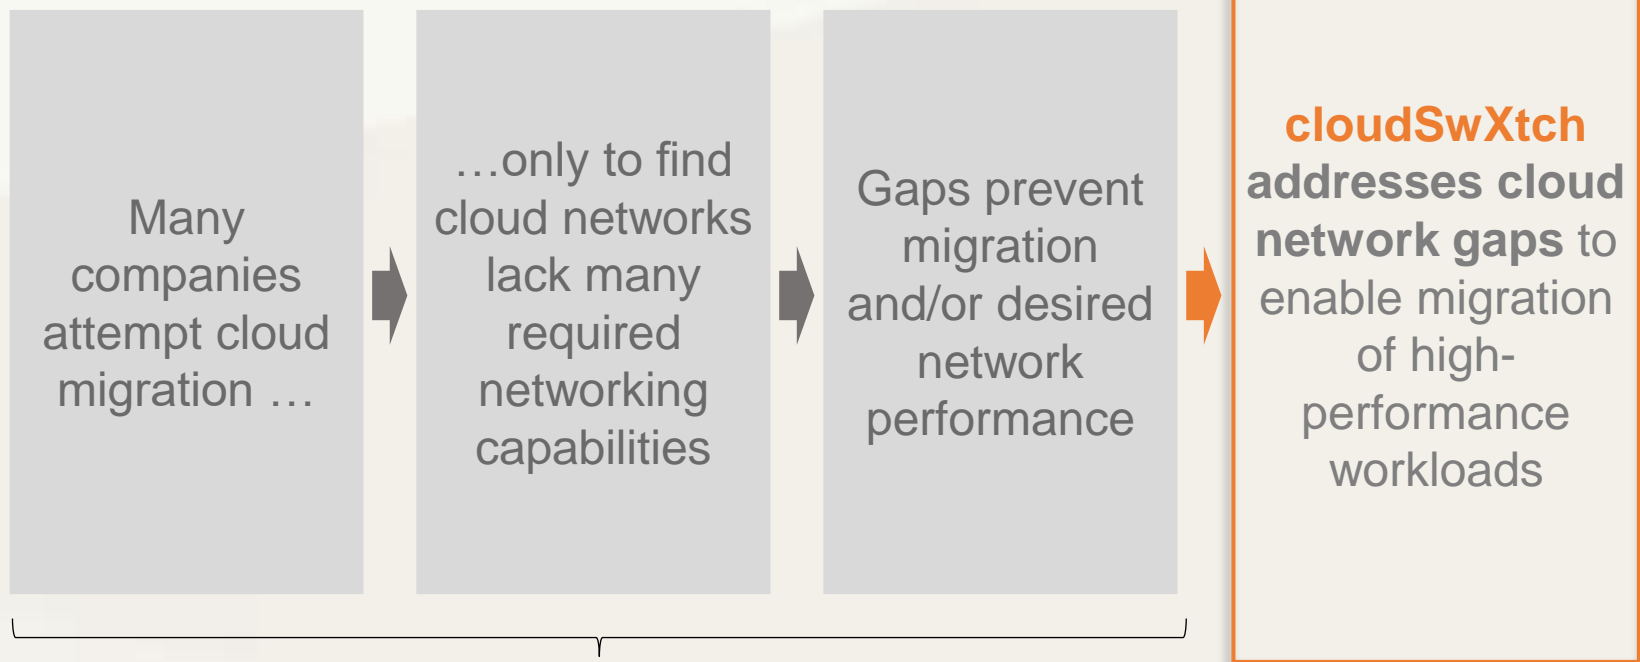 Many
companies
attempt cloud
migration …
…only to find
cloud networks
lack many
required
networking
capabilities
Gaps prevent
migration
and/or desired
network
performance
cloudSwXtch
addresses cloud
network gaps to
enable migration
of high-
performance
workloads